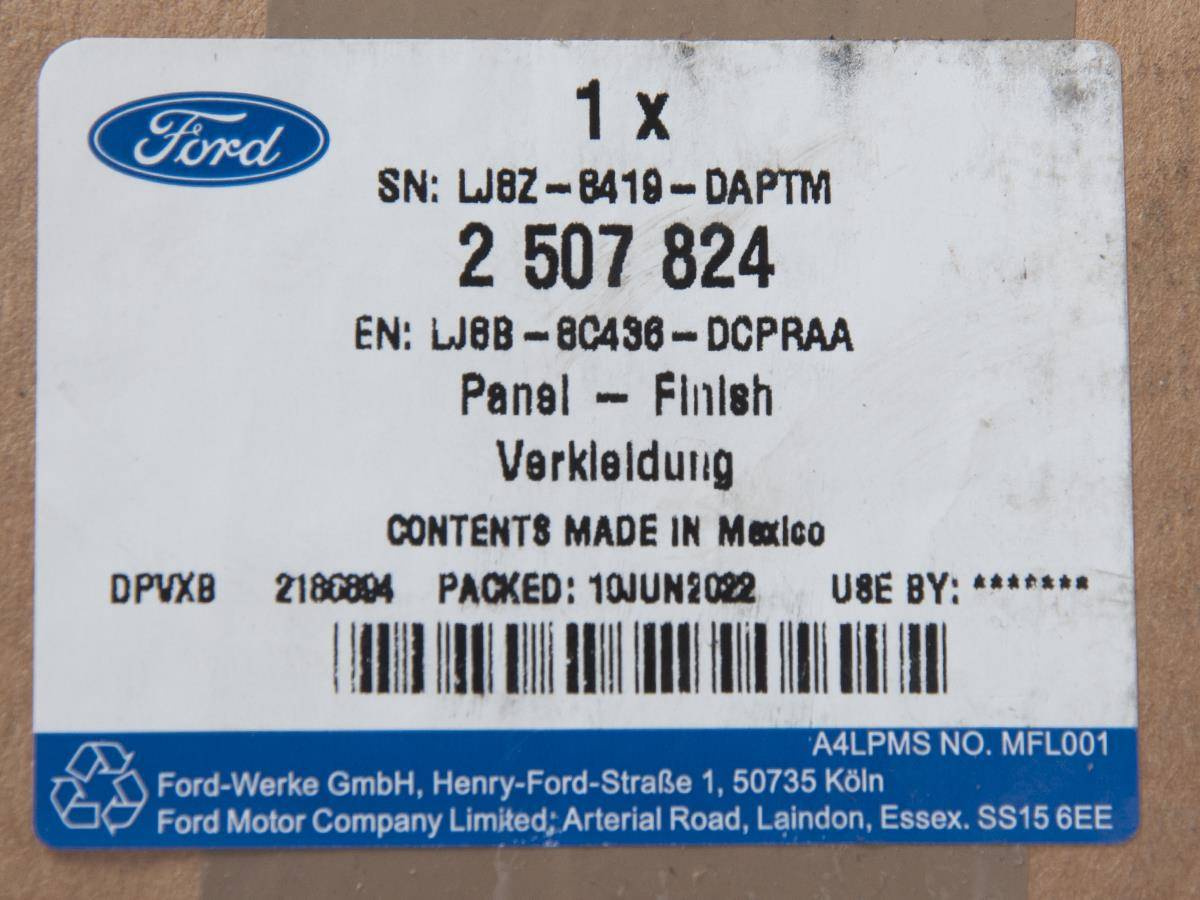 Ford
1 x
SN: LJ8Z-8419-DAPTM
2 507 824
EN: LJ8B-8C436-DCPRAA
Panel - Finish
Verkleidung
CONTENTS MADE IN Mexico
DPVXB PACKED: 10JUN2022 USE BY: *******
A4LPMS NO. MFL001
Ford-Werke GmbH, Henry-Ford-Straße 1, 50735 Köln
Ford Motor Company Limited; Arterial Road, Laindon, Essex. SS15 6EE